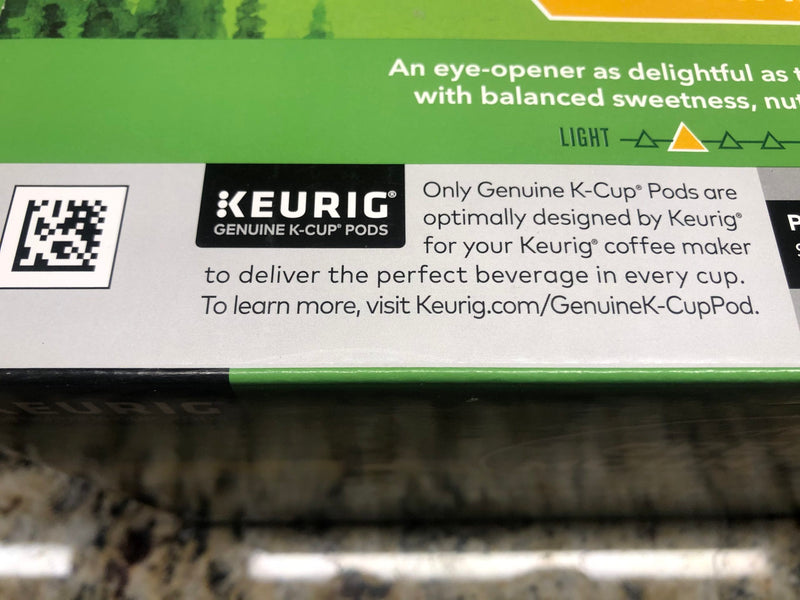 An eye-opener as delightful as
with balanced sweetness,
LIGHT
KEURIG®
GENUINE K-CUP® PODS
Only Genuine K-Cup® Pods are
optimally designed by Keurig®
for your Keurig® coffee maker
to deliver the perfect beverage in every cup.
To learn more, visit Keurig.com/GenuineK-CupPod.
KEURIG